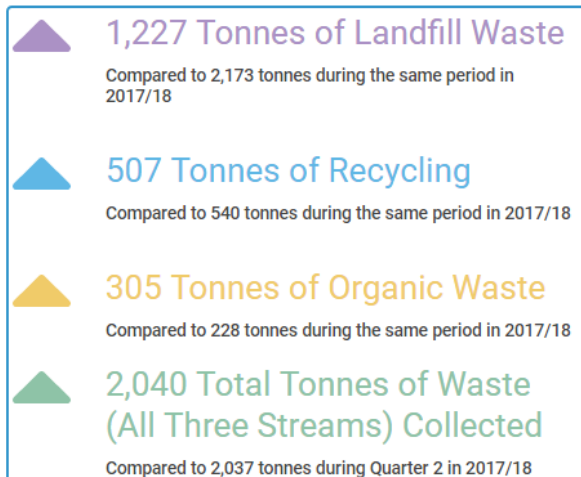 1,227 Tonnes of Landfill Waste
Compared to 2,173 tonnes during the same period in
2017/18
507 Tonnes of Recycling
Compared to 540 tonnes during the same period in 2017/18
305 Tonnes of Organic Waste
Compared to 228 tonnes during the same period in 2017/18
2,040 Total Tonnes of Waste
(All Three Streams) Collected
Compared to 2,037 tonnes during Quarter 2 in 2017/18